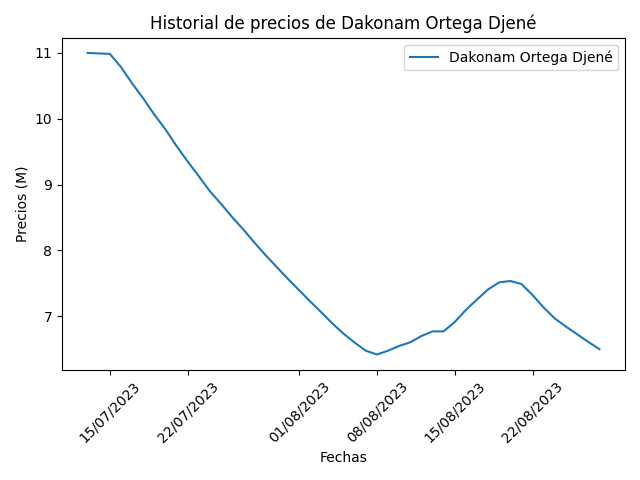 Historial de precios de Dakonam Ortega Djené
Dakonam Ortega Djené
Precios (M)
11
10
9
8
7
15/07/2023
22/07/2023
01/08/2023
08/08/2023
15/08/2023
22/08/2023
Fechas